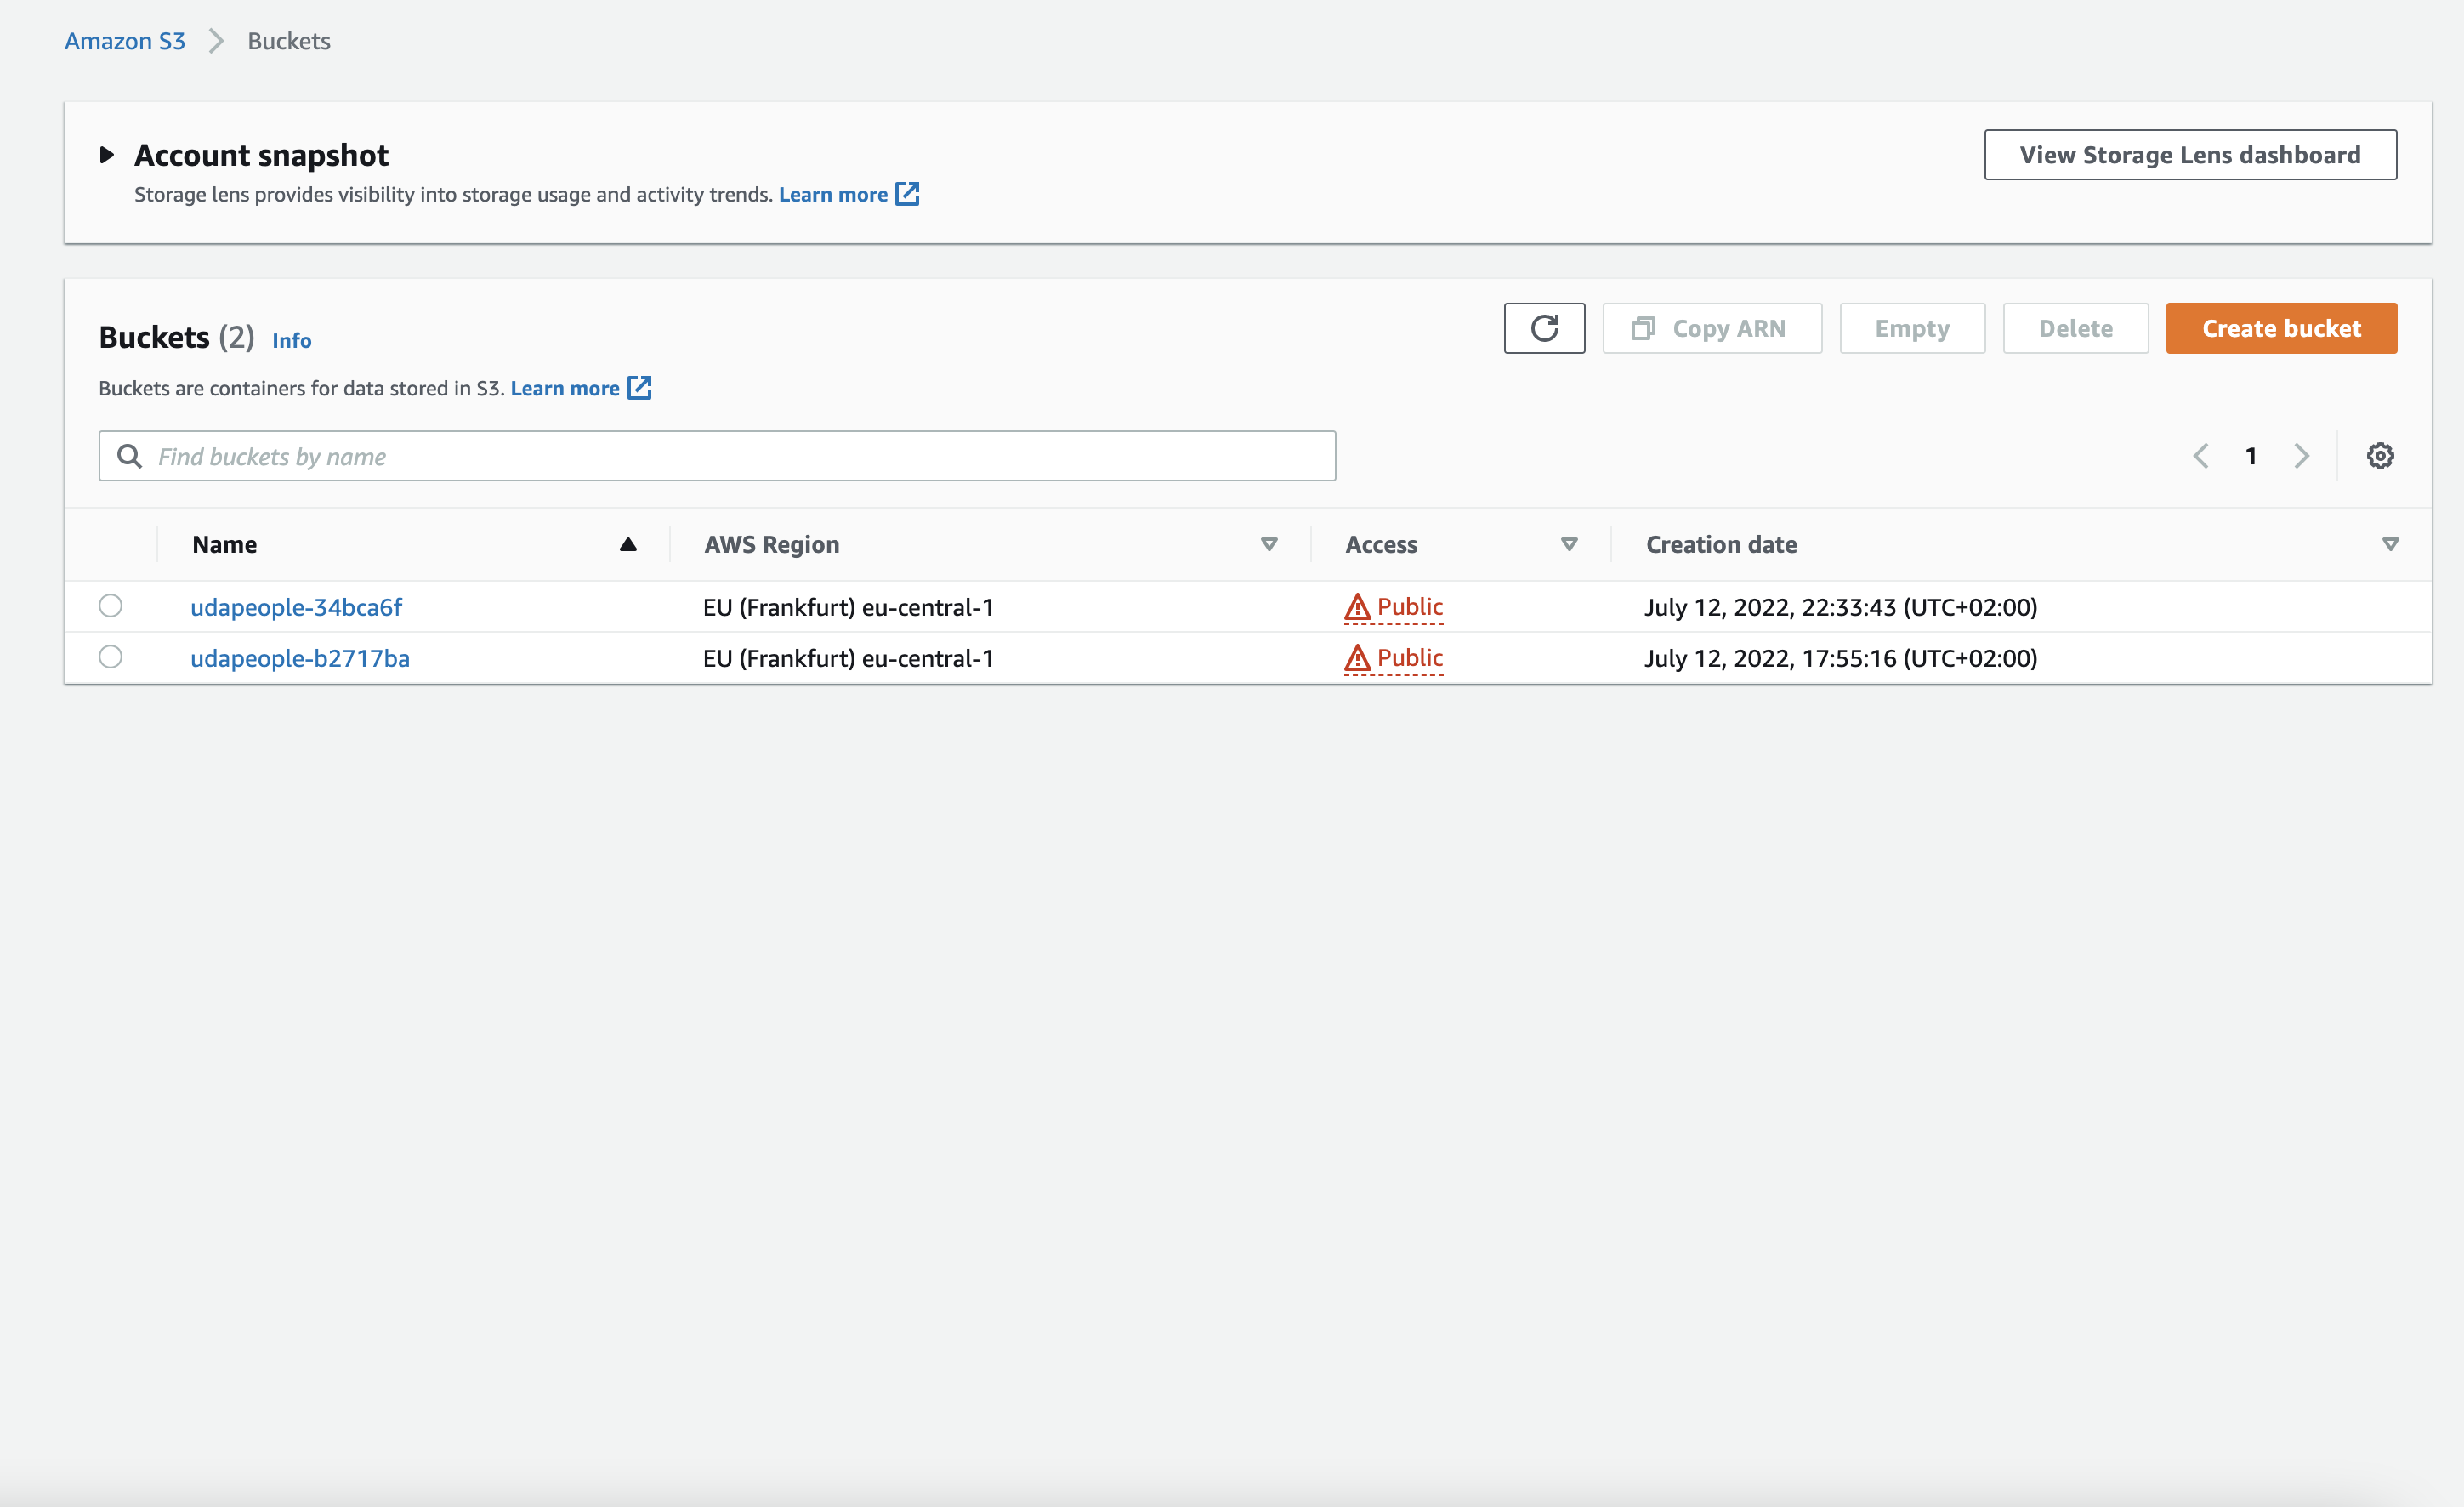 Amazon S3 Buckets
Account snapshot
View Storage Lens dashboard
Storage lens provides visibility into storage usage and activity trends. Learn more
Buckets (2) Info
Copy ARN Empty Delete Create bucket
Buckets are containers for data stored in S3. Learn more
Find buckets by name
1
Name AWS Region Access Creation date
udapeople-34bca6f EU (Frankfurt) eu-central-1 Public July 12, 2022, 22:33:43 (UTC+02:00)
udapeople-b2717ba EU (Frankfurt) eu-central-1 Public July 12, 2022, 17:55:16 (UTC+02:00)